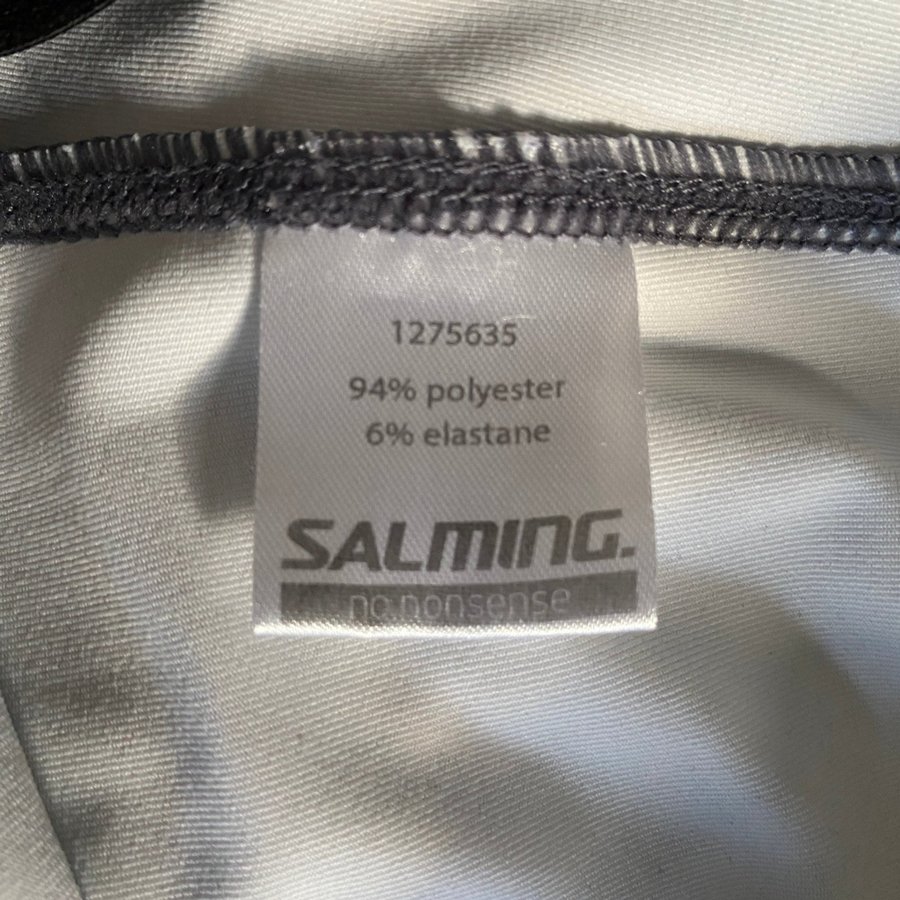 1275635
94% polyester
6% elastane
SALMING.
no nonsense